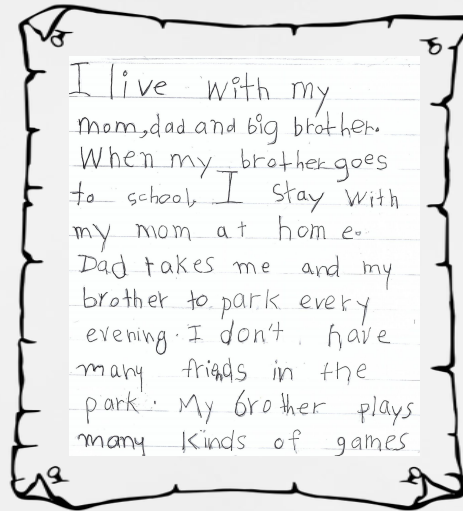 I live with my
mom, dad and big brother.
When my brother goes
to school, I stay with
my mom at home.
Dad takes me and my
brother to park every
evening. I don't have
many frieds in the
park. My brother plays
many kinds of games